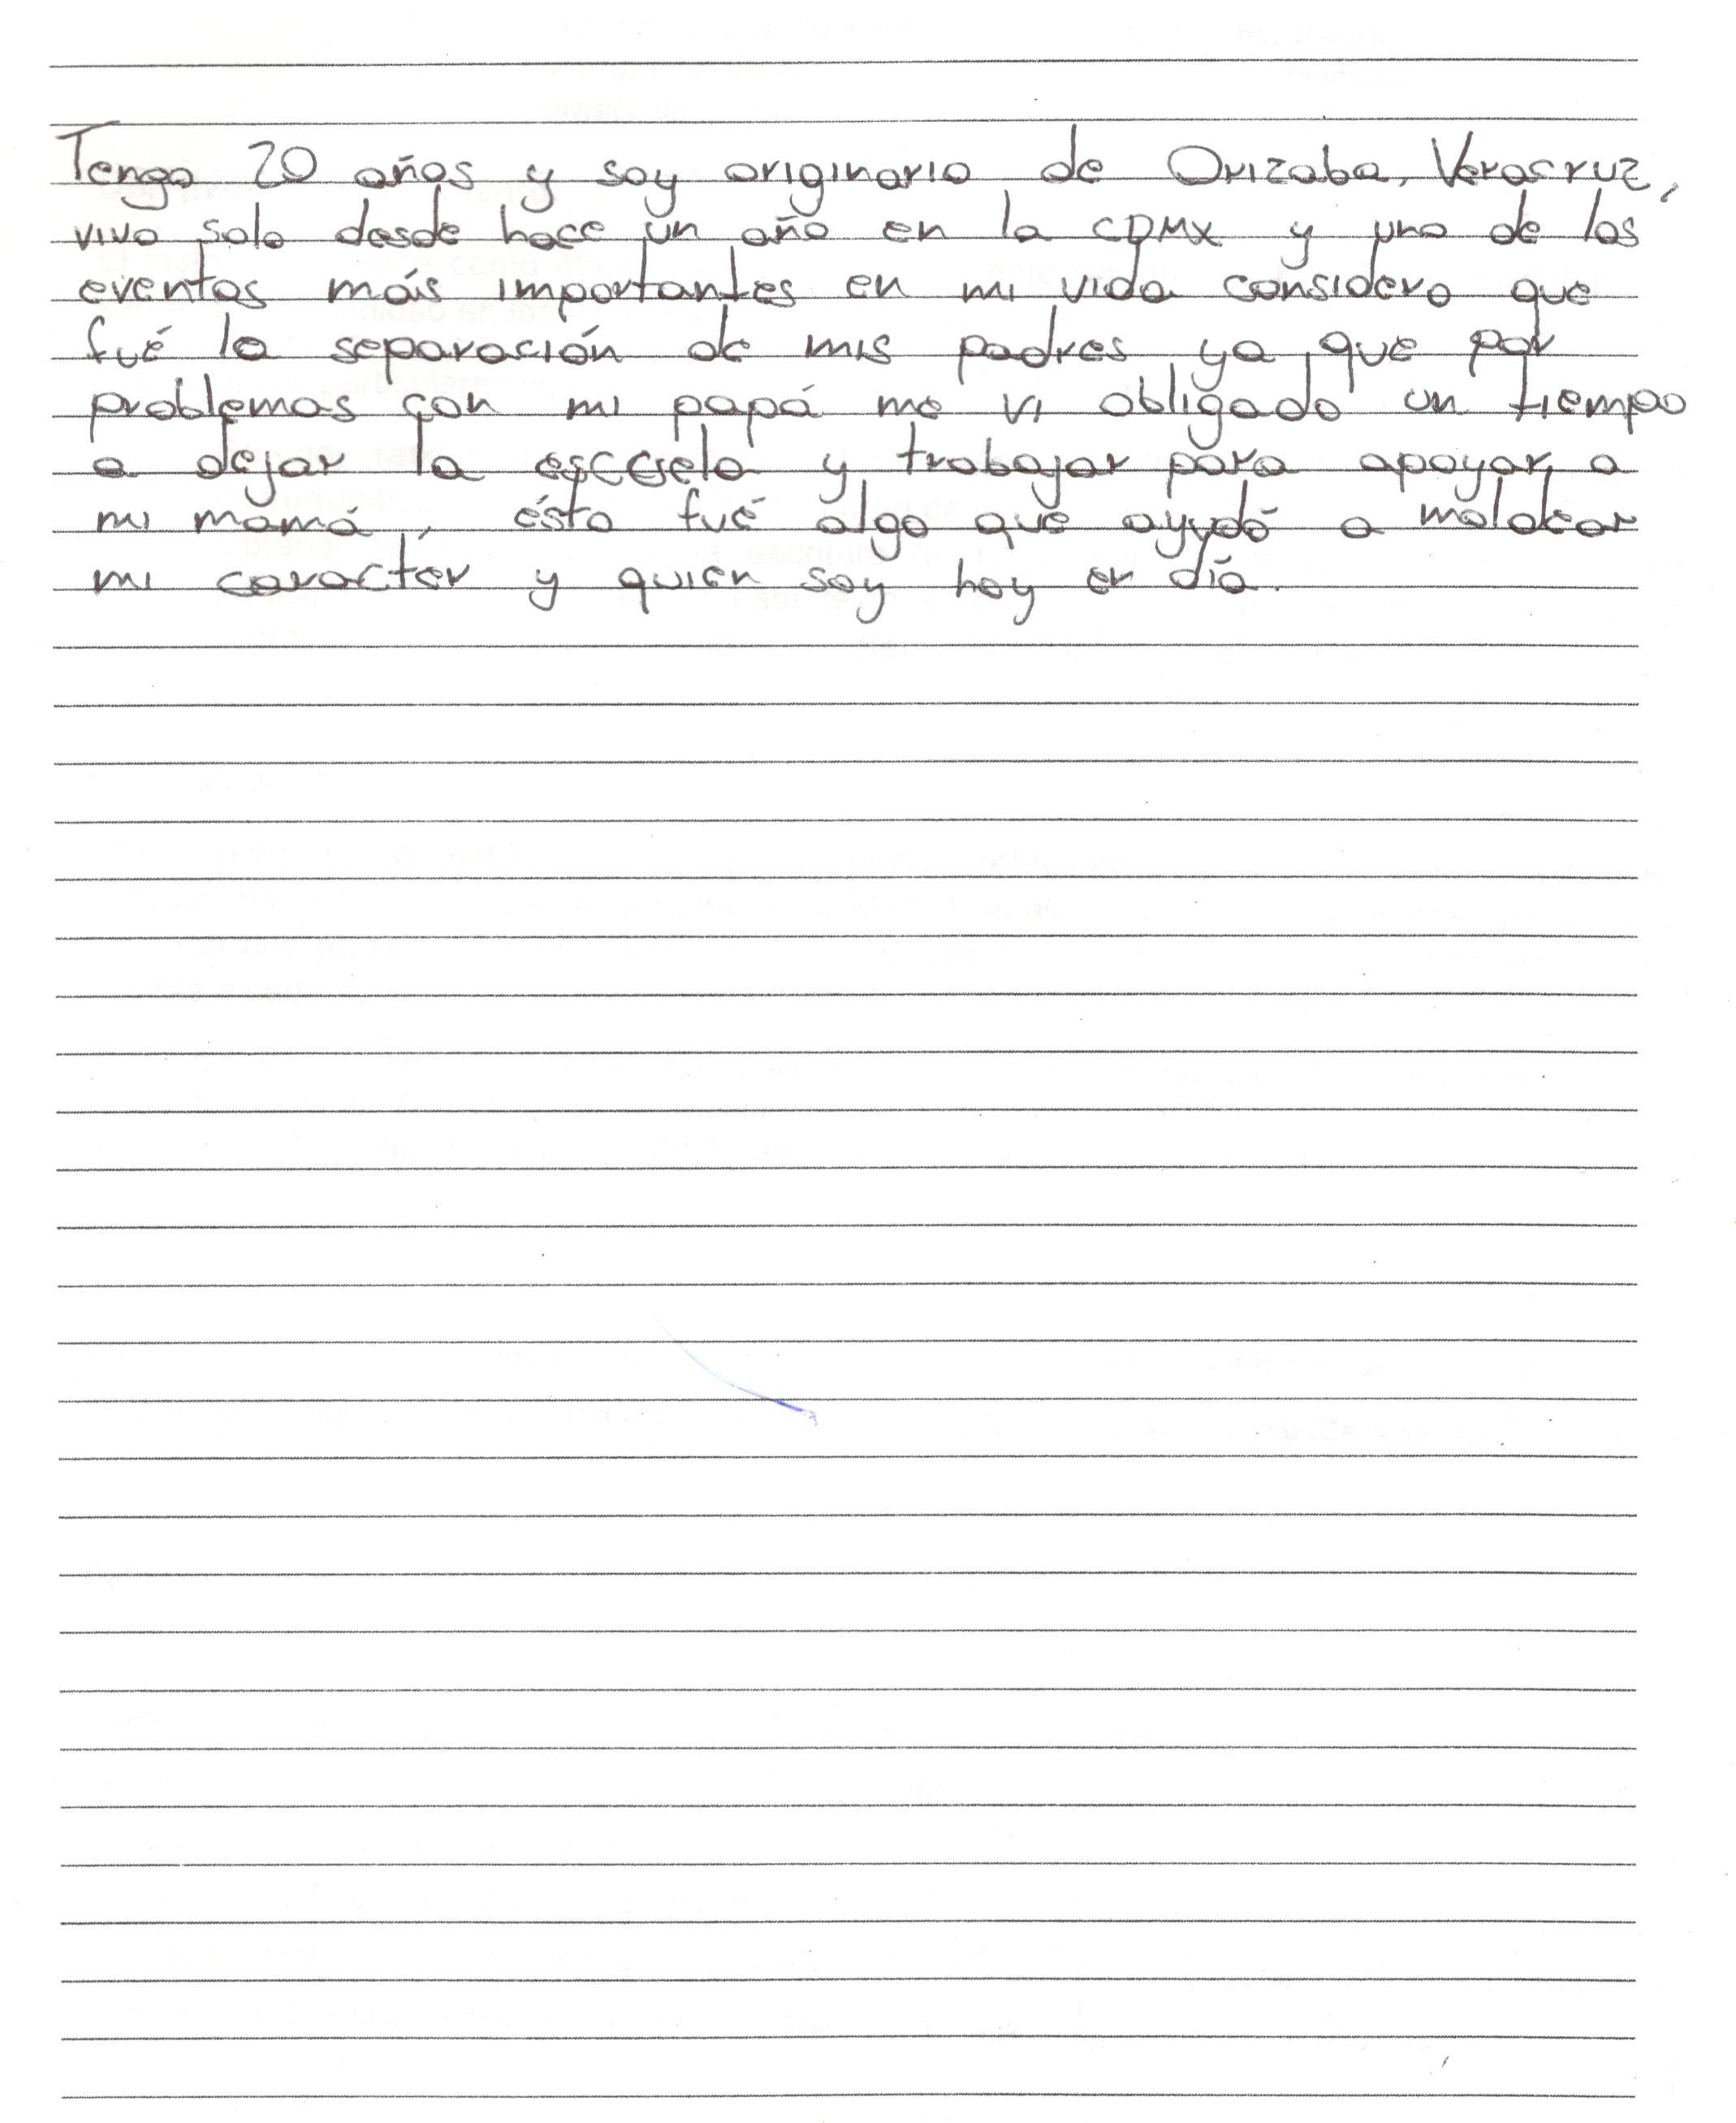 Tengo 20 años y soy originario de Orizaba, Veracruz,
vivo solo desde hace un año en la CDMX y uno de los
eventos más importantes en mi vida considero que
fué la separación de mis padres ya que por
problemas con mi papá me vi obligado un tiempo
a dejar la escuela y trabajar para apoyar a
mi mamá, ésto fué algo que ayudó a moldear
mi caracter y quien soy hoy en día.